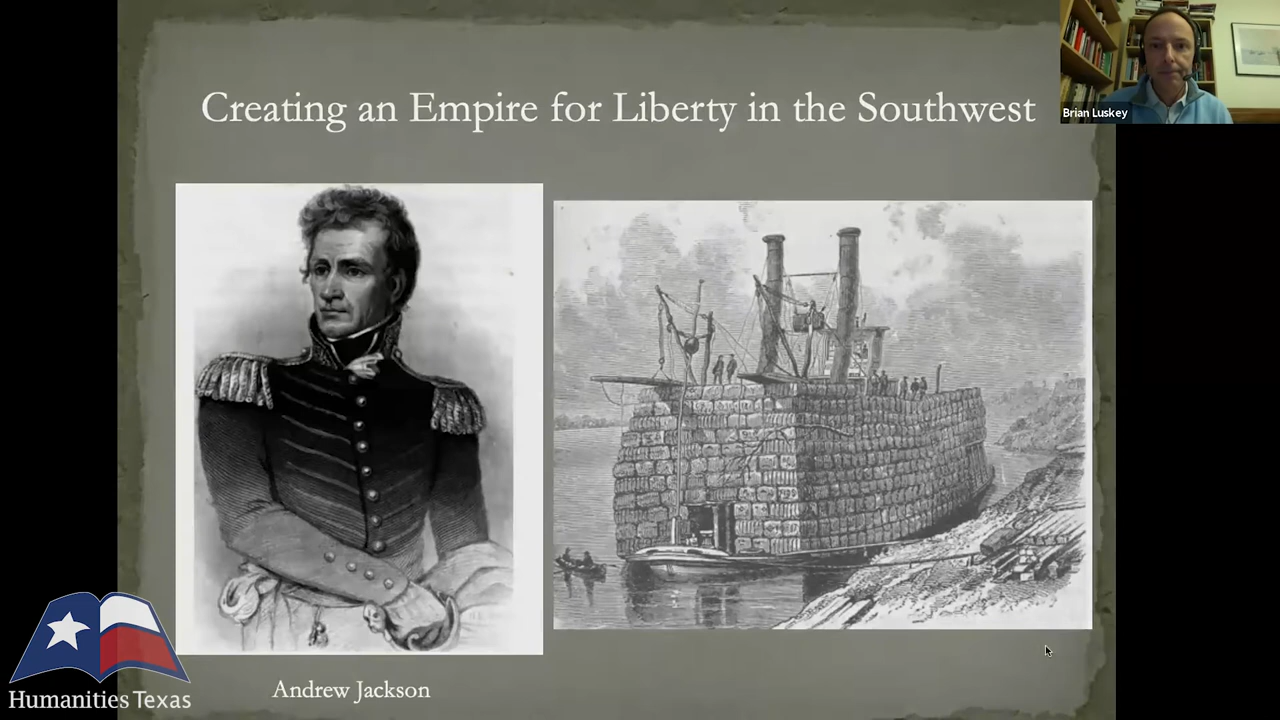 Creating an Empire for Liberty in the Southwest
Brian Luskey
Humanities Texas
Andrew Jackson